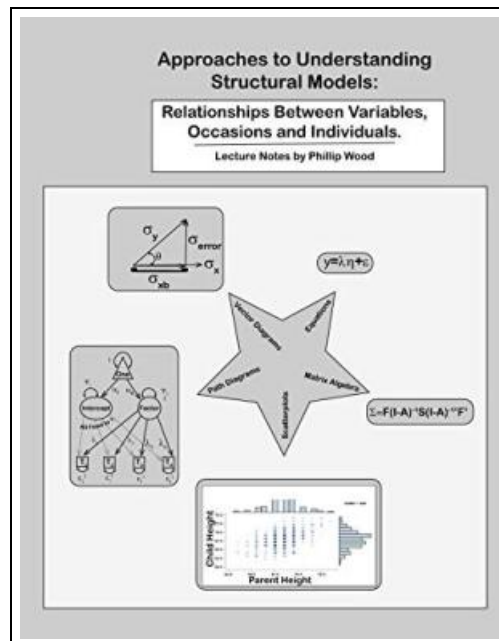 Approaches to Understanding
Structural Models:
Relationships Between Variables,
Occasions and Individuals.
Lecture Notes by Phillip Wood
σy
σerror
θ
σx
σxb
y=λη+ε
Vector Diagrams
Equations
Path Diagrams
Matrix Algebra
Scatterplots
One
Intercept
Factor
Σ=F(I-A)⁻¹S(I-A)⁻¹'F'
Child Height
Parent Height